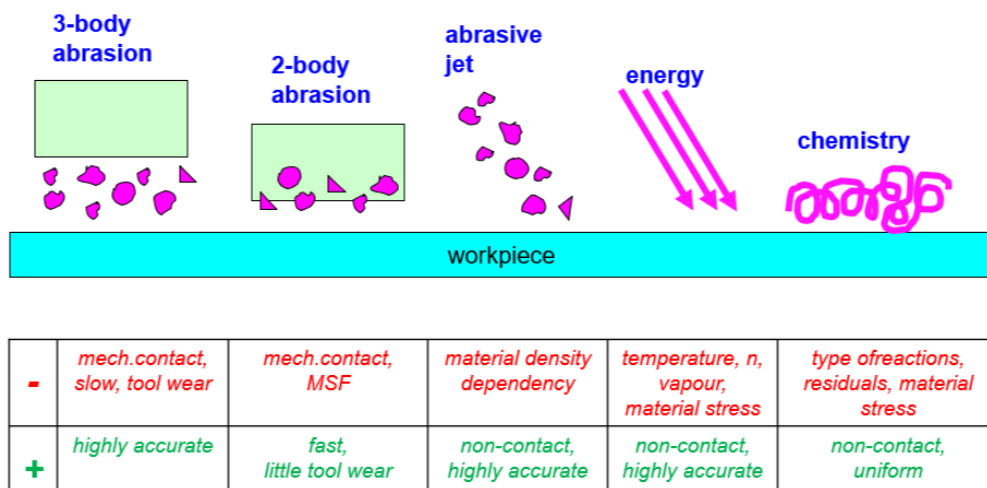 3-body
abrasion
2-body
abrasion
abrasive
jet
energy
chemistry
workpiece
-
mech.contact,
slow, tool wear
mech.contact,
MSF
material density
dependency
temperature, n,
vapour,
material stress
type ofreactions,
residuals, material
stress
+
highly accurate
fast,
little tool wear
non-contact,
highly accurate
non-contact,
highly accurate
non-contact,
uniform